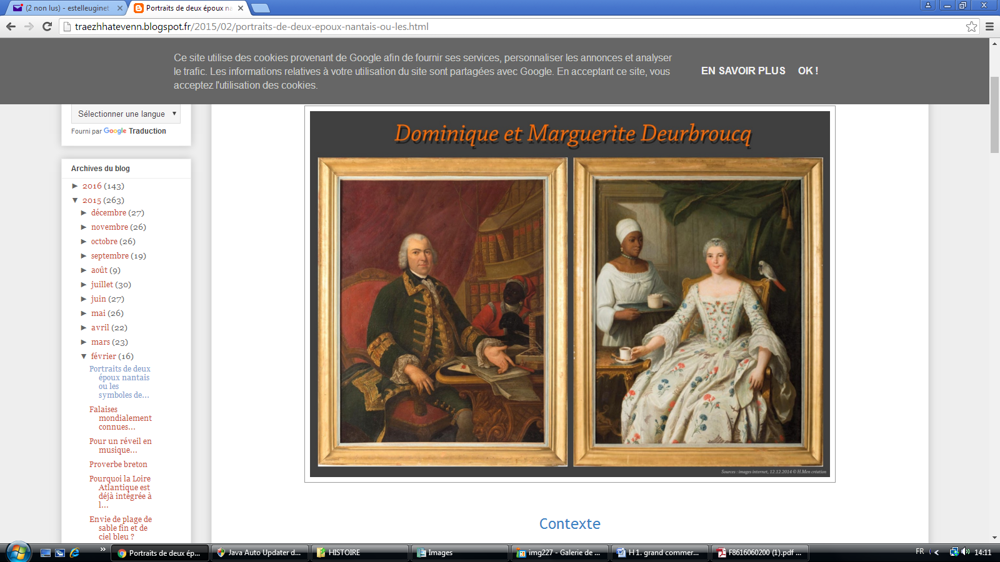 (2 non lus) - estelleuginet
Portraits de deux époux na
traezhhatevenn.blogspot.fr/2015/02/portraits-de-deux-epoux-nantais-ou-les.html
Ce site utilise des cookies provenant de Google afin de fournir ses services, personnaliser les annonces et analyser
le trafic. Les informations relatives à votre utilisation du site sont partagées avec Google. En acceptant ce site, vous
acceptez l'utilisation des cookies.
EN SAVOIR PLUS OK !
Sélectionner une langue
Fourni par Google Traduction
Archives du blog
► 2016 (143)
▼ 2015 (263)
► décembre (27)
► novembre (26)
► octobre (26)
► septembre (19)
► août (9)
► juillet (30)
► juin (27)
► mai (26)
► avril (22)
► mars (23)
▼ février (16)
Portraits de deux
époux nantais
ou les
symboles de...
Falaises
mondialement
connues...
Pour un réveil en
musique...
Proverbe breton
Pourquoi la Loire
Atlantique est
déjà intégrée à
l...
Envie de plage de
sable fin et de
ciel bleu ?
Dominique et Marguerite Deurbroucq
Sources : images internet, 12.12.2014 © H.Men création
Contexte
Portraits de deux ép...
Java Auto Updater d...
HISTOIRE
Images
img227 - Galerie de ...
H 1. grand commer...
F8616060200 (1).pdf ...
FR
14:11